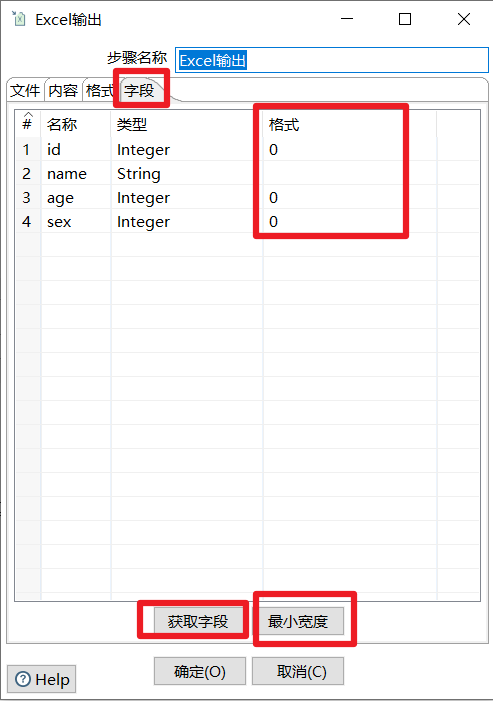 Excel输出
步骤名称 Excel输出
文件 内容 格式 字段
# 名称 类型 格式
1 id Integer 0
2 name String
3 age Integer 0
4 sex Integer 0
获取字段 最小宽度
确定(O) 取消(C)
Help